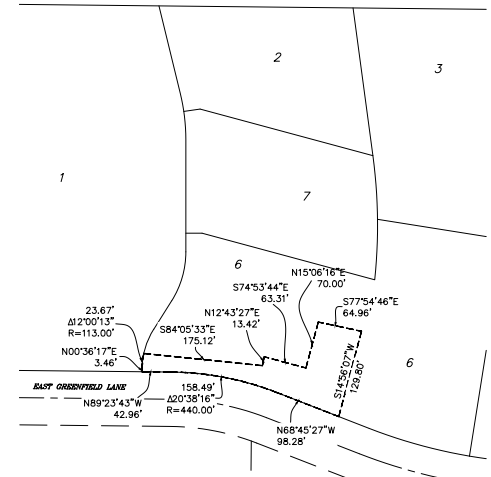 2
3
1
7
6
N15°06'16"E
70.00'
S74°53'44"E
63.31'
S77°54'46"E
64.96'
N12°43'27"E
13.42'
23.67'
Δ12°00'13"
R=113.00'
S84°05'33"E
175.12'
N00°36'17"E
3.46'
6
S14°56'07"W
129.80'
EAST GREENFIELD LANE
158.49'
Δ20°38'16"
R=440.00'
N89°23'43"W
42.96'
N68°45'27"W
98.28'